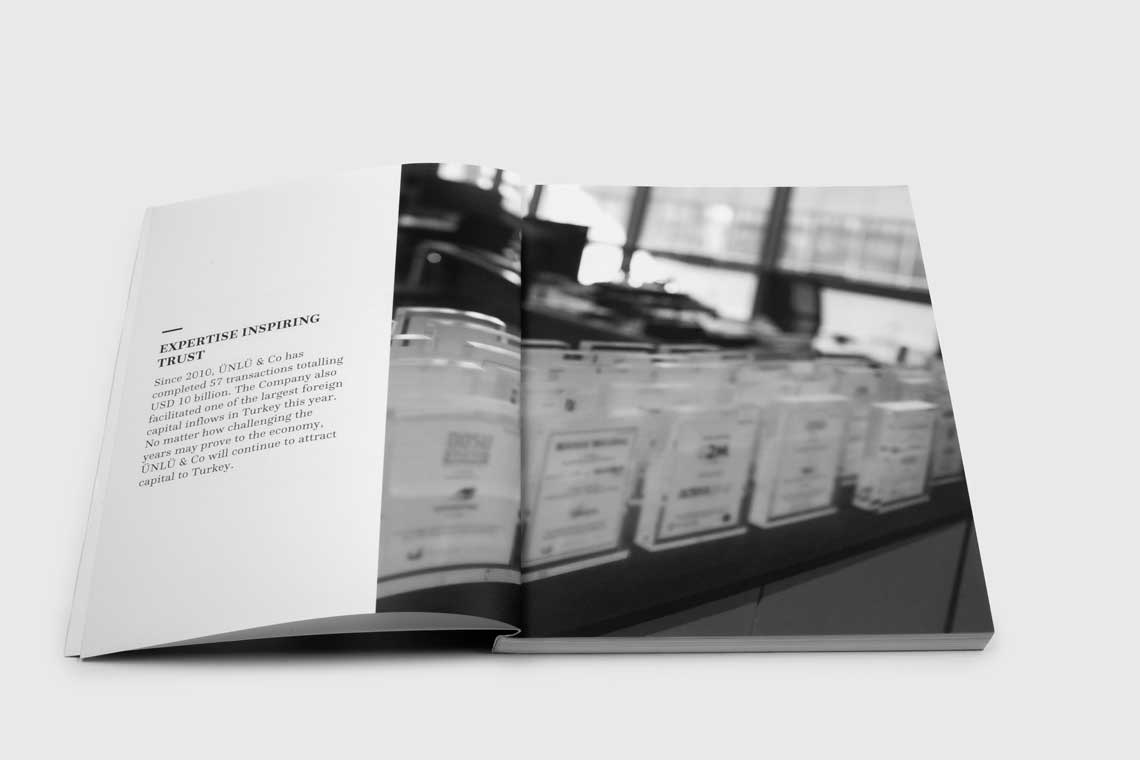 EXPERTISE INSPIRING
TRUST
Since 2010, ÜNLÜ & Co has
completed 57 transactions totalling
USD 10 billion. The Company also
facilitated one of the largest foreign
capital inflows in Turkey this year.
No matter how challenging the
years may prove to the economy,
ÜNLÜ & Co will continue to attract
capital to Turkey.